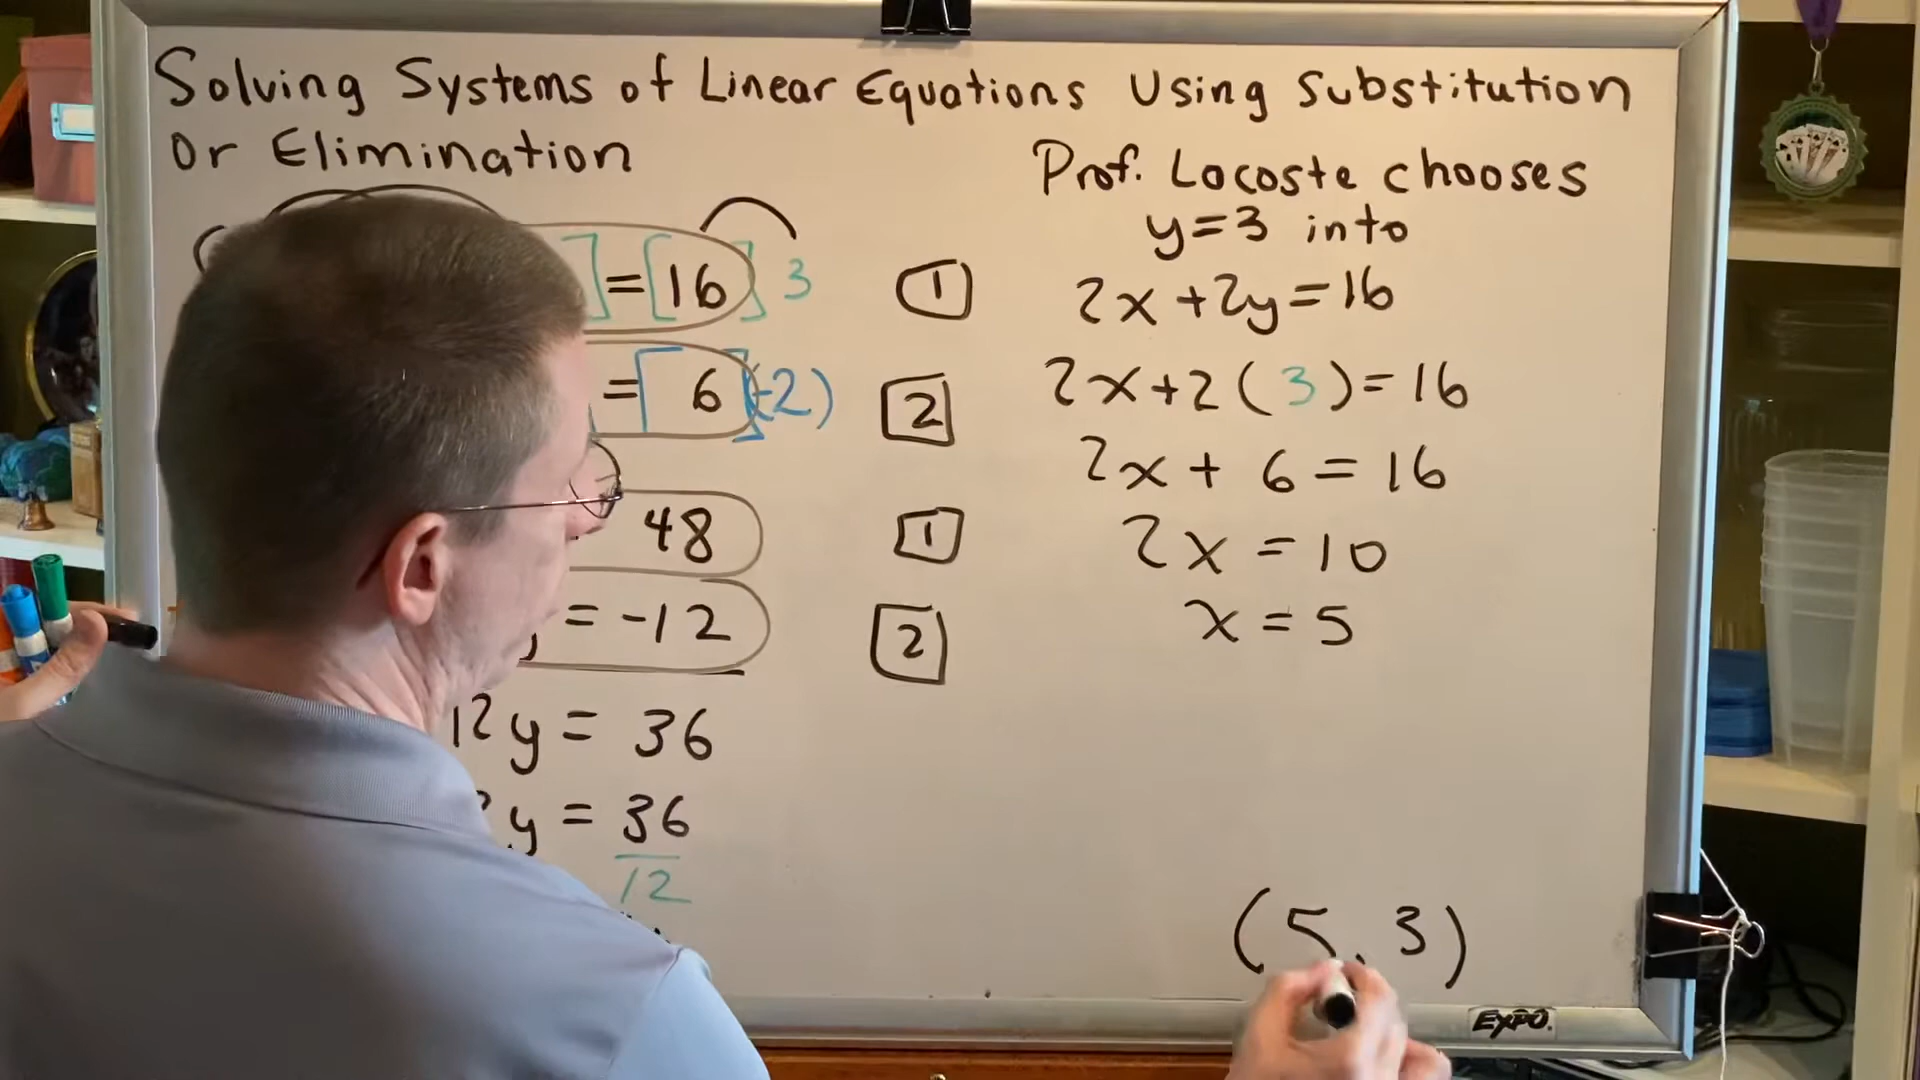 Solving Systems of Linear Equations Using Substitution
Or Elimination
] = [16] 3 1
= [ 6](-2) 2
48 1
y = -12 2
12y = 36
y = 36
12
Prof. Lacoste chooses
y=3 into
2x+2y=16
2x+2(3)=16
2x+6=16
2x=10
x=5
(5,3)
EXPO.